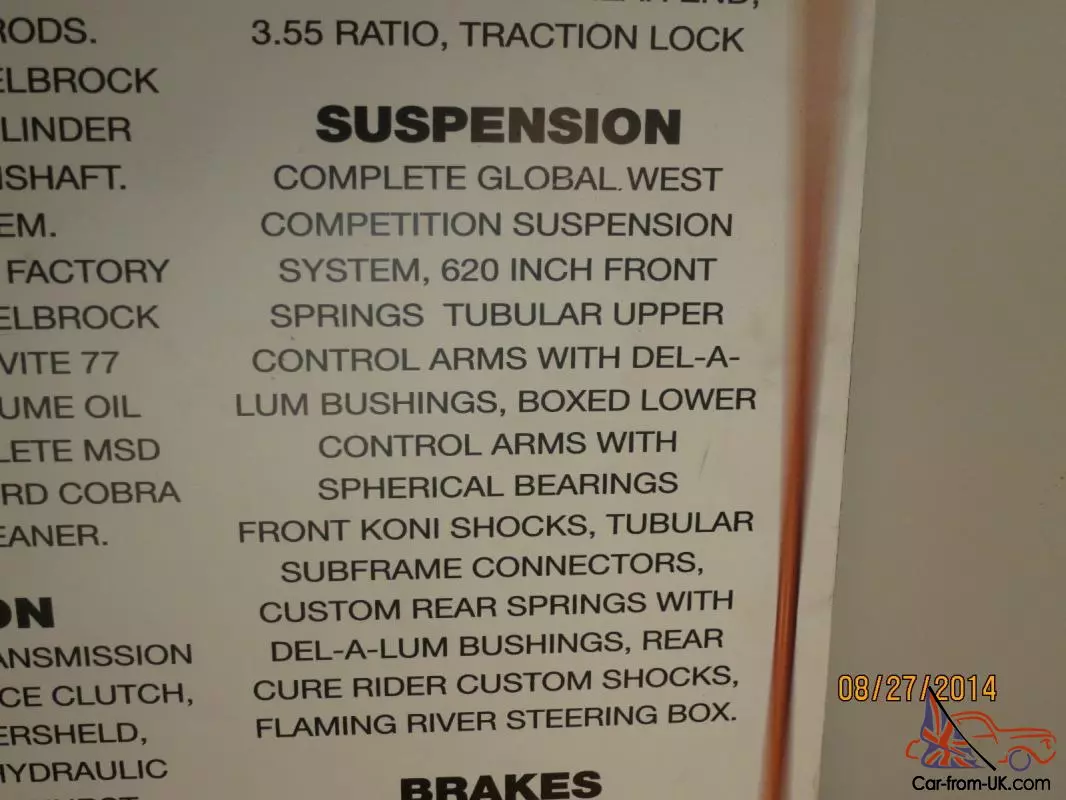 RODS.
ELBROCK
LINDER
SHAFT.
EM.
FACTORY
ELBROCK
VITE 77
UME OIL
LETE MSD
RD COBRA
EANER.
ON
ANSMISSION
CE CLUTCH,
ERSHELD,
HYDRAULIC
3.55 RATIO, TRACTION LOCK
SUSPENSION
COMPLETE GLOBAL WEST
COMPETITION SUSPENSION
SYSTEM, 620 INCH FRONT
SPRINGS TUBULAR UPPER
CONTROL ARMS WITH DEL-A-
LUM BUSHINGS, BOXED LOWER
CONTROL ARMS WITH
SPHERICAL BEARINGS
FRONT KONI SHOCKS, TUBULAR
SUBFRAME CONNECTORS,
CUSTOM REAR SPRINGS WITH
DEL-A-LUM BUSHINGS, REAR
CURE RIDER CUSTOM SHOCKS,
FLAMING RIVER STEERING BOX.
BRAKES
08/27/2014
Car-from-UK.com